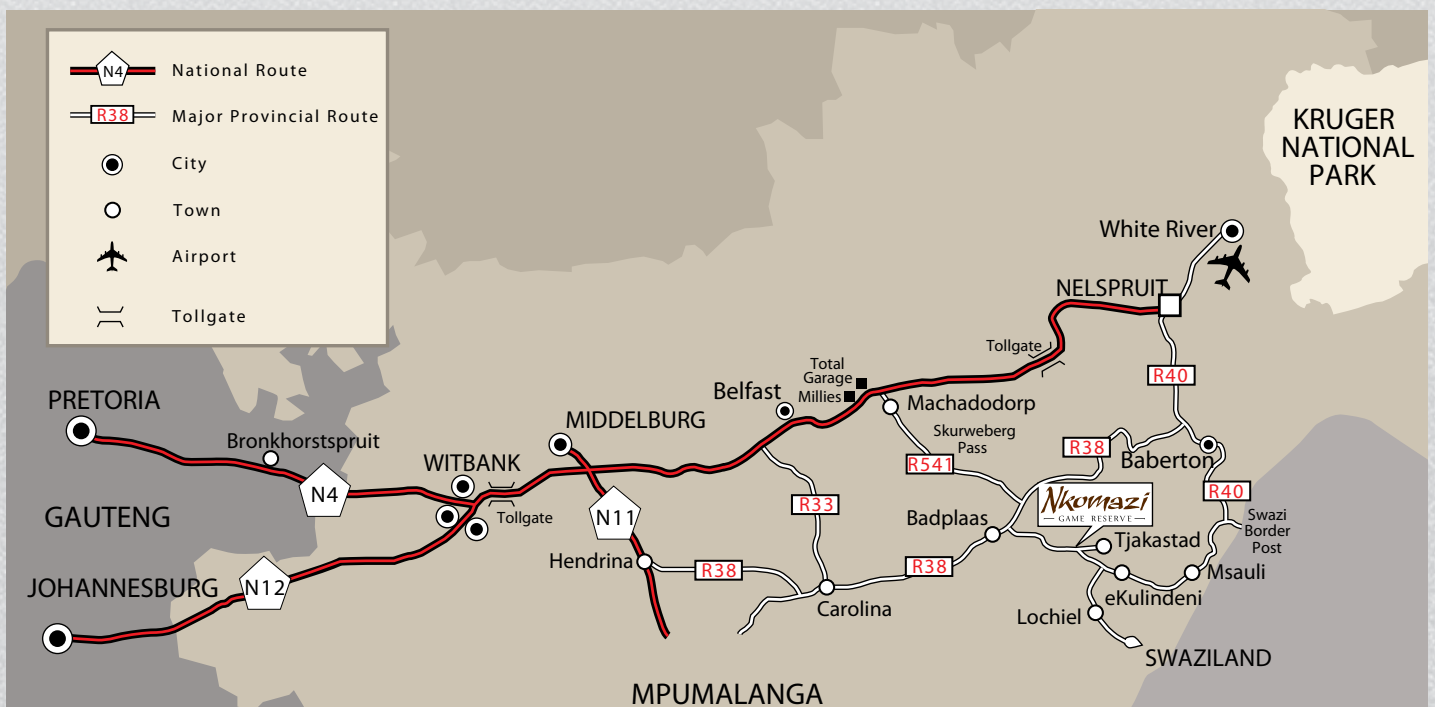 N4
National Route
R38
Major Provincial Route
City
Town
Airport
Tollgate
KRUGER
NATIONAL
PARK
White River
NELSPRUIT
Tollgate
Total
Garage
Millies
R40
PRETORIA
Belfast
Machadodorp
MIDDELBURG
Skurweberg
Pass
Bronkhorstspruit
R38
WITBANK
R541
Baberton
N4
R40
Nkomazi
GAME RESERVE
R33
GAUTENG
Tollgate
N11
Badplaas
Swazi
Border
Post
Tjakastad
Hendrina
R38
R38
Msauli
JOHANNESBURG
N12
eKulindeni
Carolina
Lochiel
SWAZILAND
MPUMALANGA